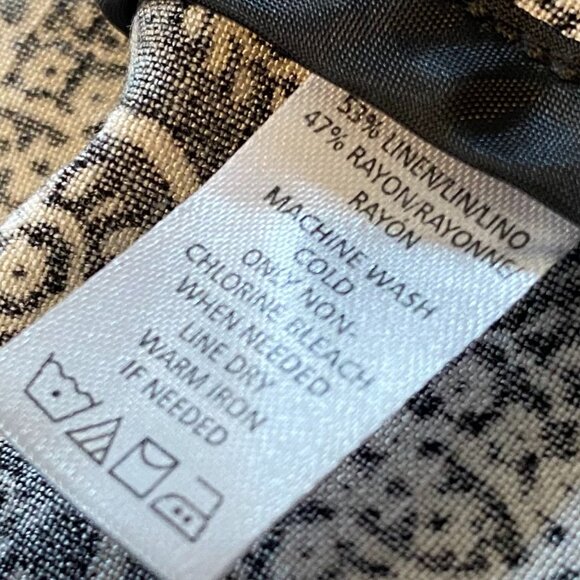 53% LINEN/LIN/LINO
47% RAYON/RAYONNE/
RAYÓN
MACHINE WASH
COLD
ONLY NON-
CHLORINE BLEACH
WHEN NEEDED
LINE DRY
WARM IRON
IF NEEDED